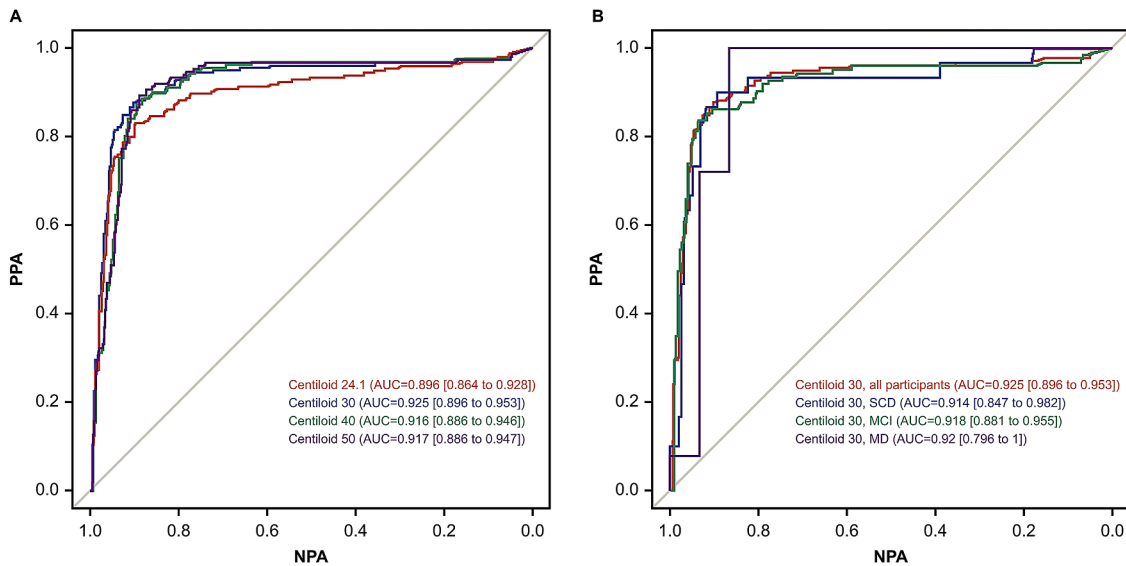 A
1.0
0.8
0.6
0.4
0.2
0.0
PPA
Centiloid 24.1 (AUC=0.896 [0.864 to 0.928])
Centiloid 30 (AUC=0.925 [0.896 to 0.953])
Centiloid 40 (AUC=0.916 [0.886 to 0.946])
Centiloid 50 (AUC=0.917 [0.886 to 0.947])
1.0 0.8 0.6 0.4 0.2 0.0
NPA
B
1.0
0.8
0.6
0.4
0.2
0.0
PPA
Centiloid 30, all participants (AUC=0.925 [0.896 to 0.953])
Centiloid 30, SCD (AUC=0.914 [0.847 to 0.982])
Centiloid 30, MCI (AUC=0.918 [0.881 to 0.955])
Centiloid 30, MD (AUC=0.92 [0.796 to 1])
1.0 0.8 0.6 0.4 0.2 0.0
NPA